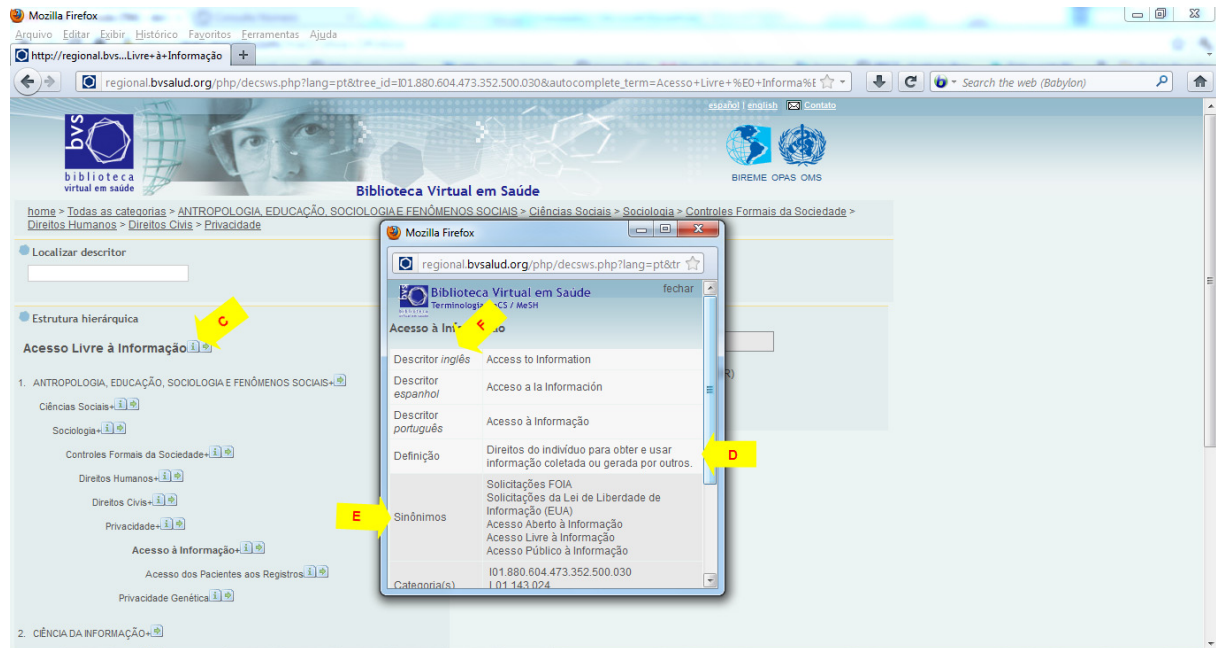 Mozilla Firefox
Arquivo Editar Exibir Histórico Favoritos Ferramentas Ajuda
http://regional.bvs...Livre+à+Informação
regional.bvsalud.org/php/decsws.php?lang=pt&tree_id=I01.880.604.473.352.500.030&autocomplete_term=Acesso+Livre+%E0+Informa%E
Search the web (Babylon)
español | english Contato
bvs
biblioteca
virtual em saúde
BIREME OPAS OMS
Biblioteca Virtual em Saúde
home > Todas as categorias > ANTROPOLOGIA, EDUCAÇÃO, SOCIOLOGIA E FENÔMENOS SOCIAIS > Ciências Sociais > Sociologia > Controles Formais da Sociedade >
Direitos Humanos > Direitos Civis > Privacidade
Localizar descritor
Estrutura hierárquica
C
Acesso Livre à Informação
1. ANTROPOLOGIA, EDUCAÇÃO, SOCIOLOGIA E FENÔMENOS SOCIAIS+
Ciências Sociais+
Sociologia+
Controles Formais da Sociedade+
Direitos Humanos+
Direitos Civis+
Privacidade+
Acesso à Informação+
Acesso dos Pacientes aos Registros
Privacidade Genética
2. CIÊNCIA DA INFORMAÇÃO+
Mozilla Firefox
regional.bvsalud.org/php/decsws.php?lang=pt&tr
Biblioteca Virtual em Saúde
fechar
Terminologia DeCS / MeSH
Acesso à Informação
F
Descritor inglês Access to Information
Descritor espanhol Acceso a la Información
Descritor português Acesso à Informação
Definição Direitos do indivíduo para obter e usar
informação coletada ou gerada por outros.
D
E
Sinônimos
Solicitações FOIA
Solicitações da Lei de Liberdade de
Informação (EUA)
Acesso Aberto à Informação
Acesso Livre à Informação
Acesso Público à Informação
Categoria(s) I01.880.604.473.352.500.030
L01.143.024